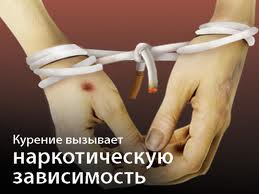 Курение вызывает
наркотическую
зависимость